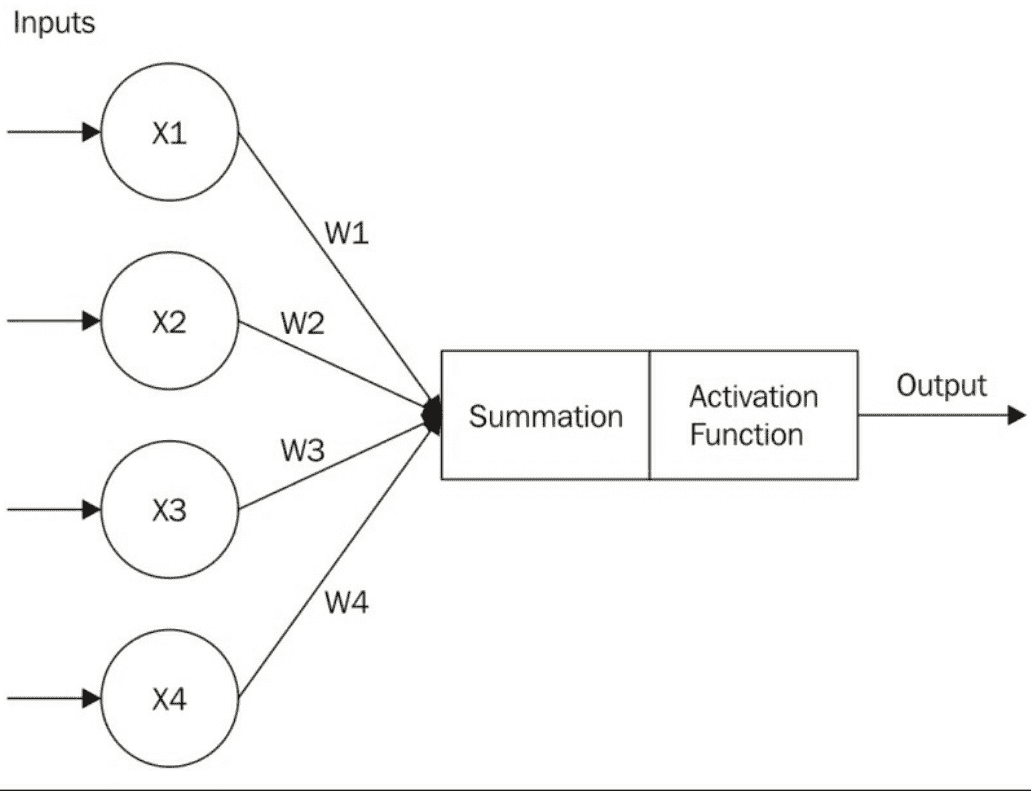 Inputs
X1
W1
X2
W2
Summation
Activation
Function
Output
X3
W3
W4
X4